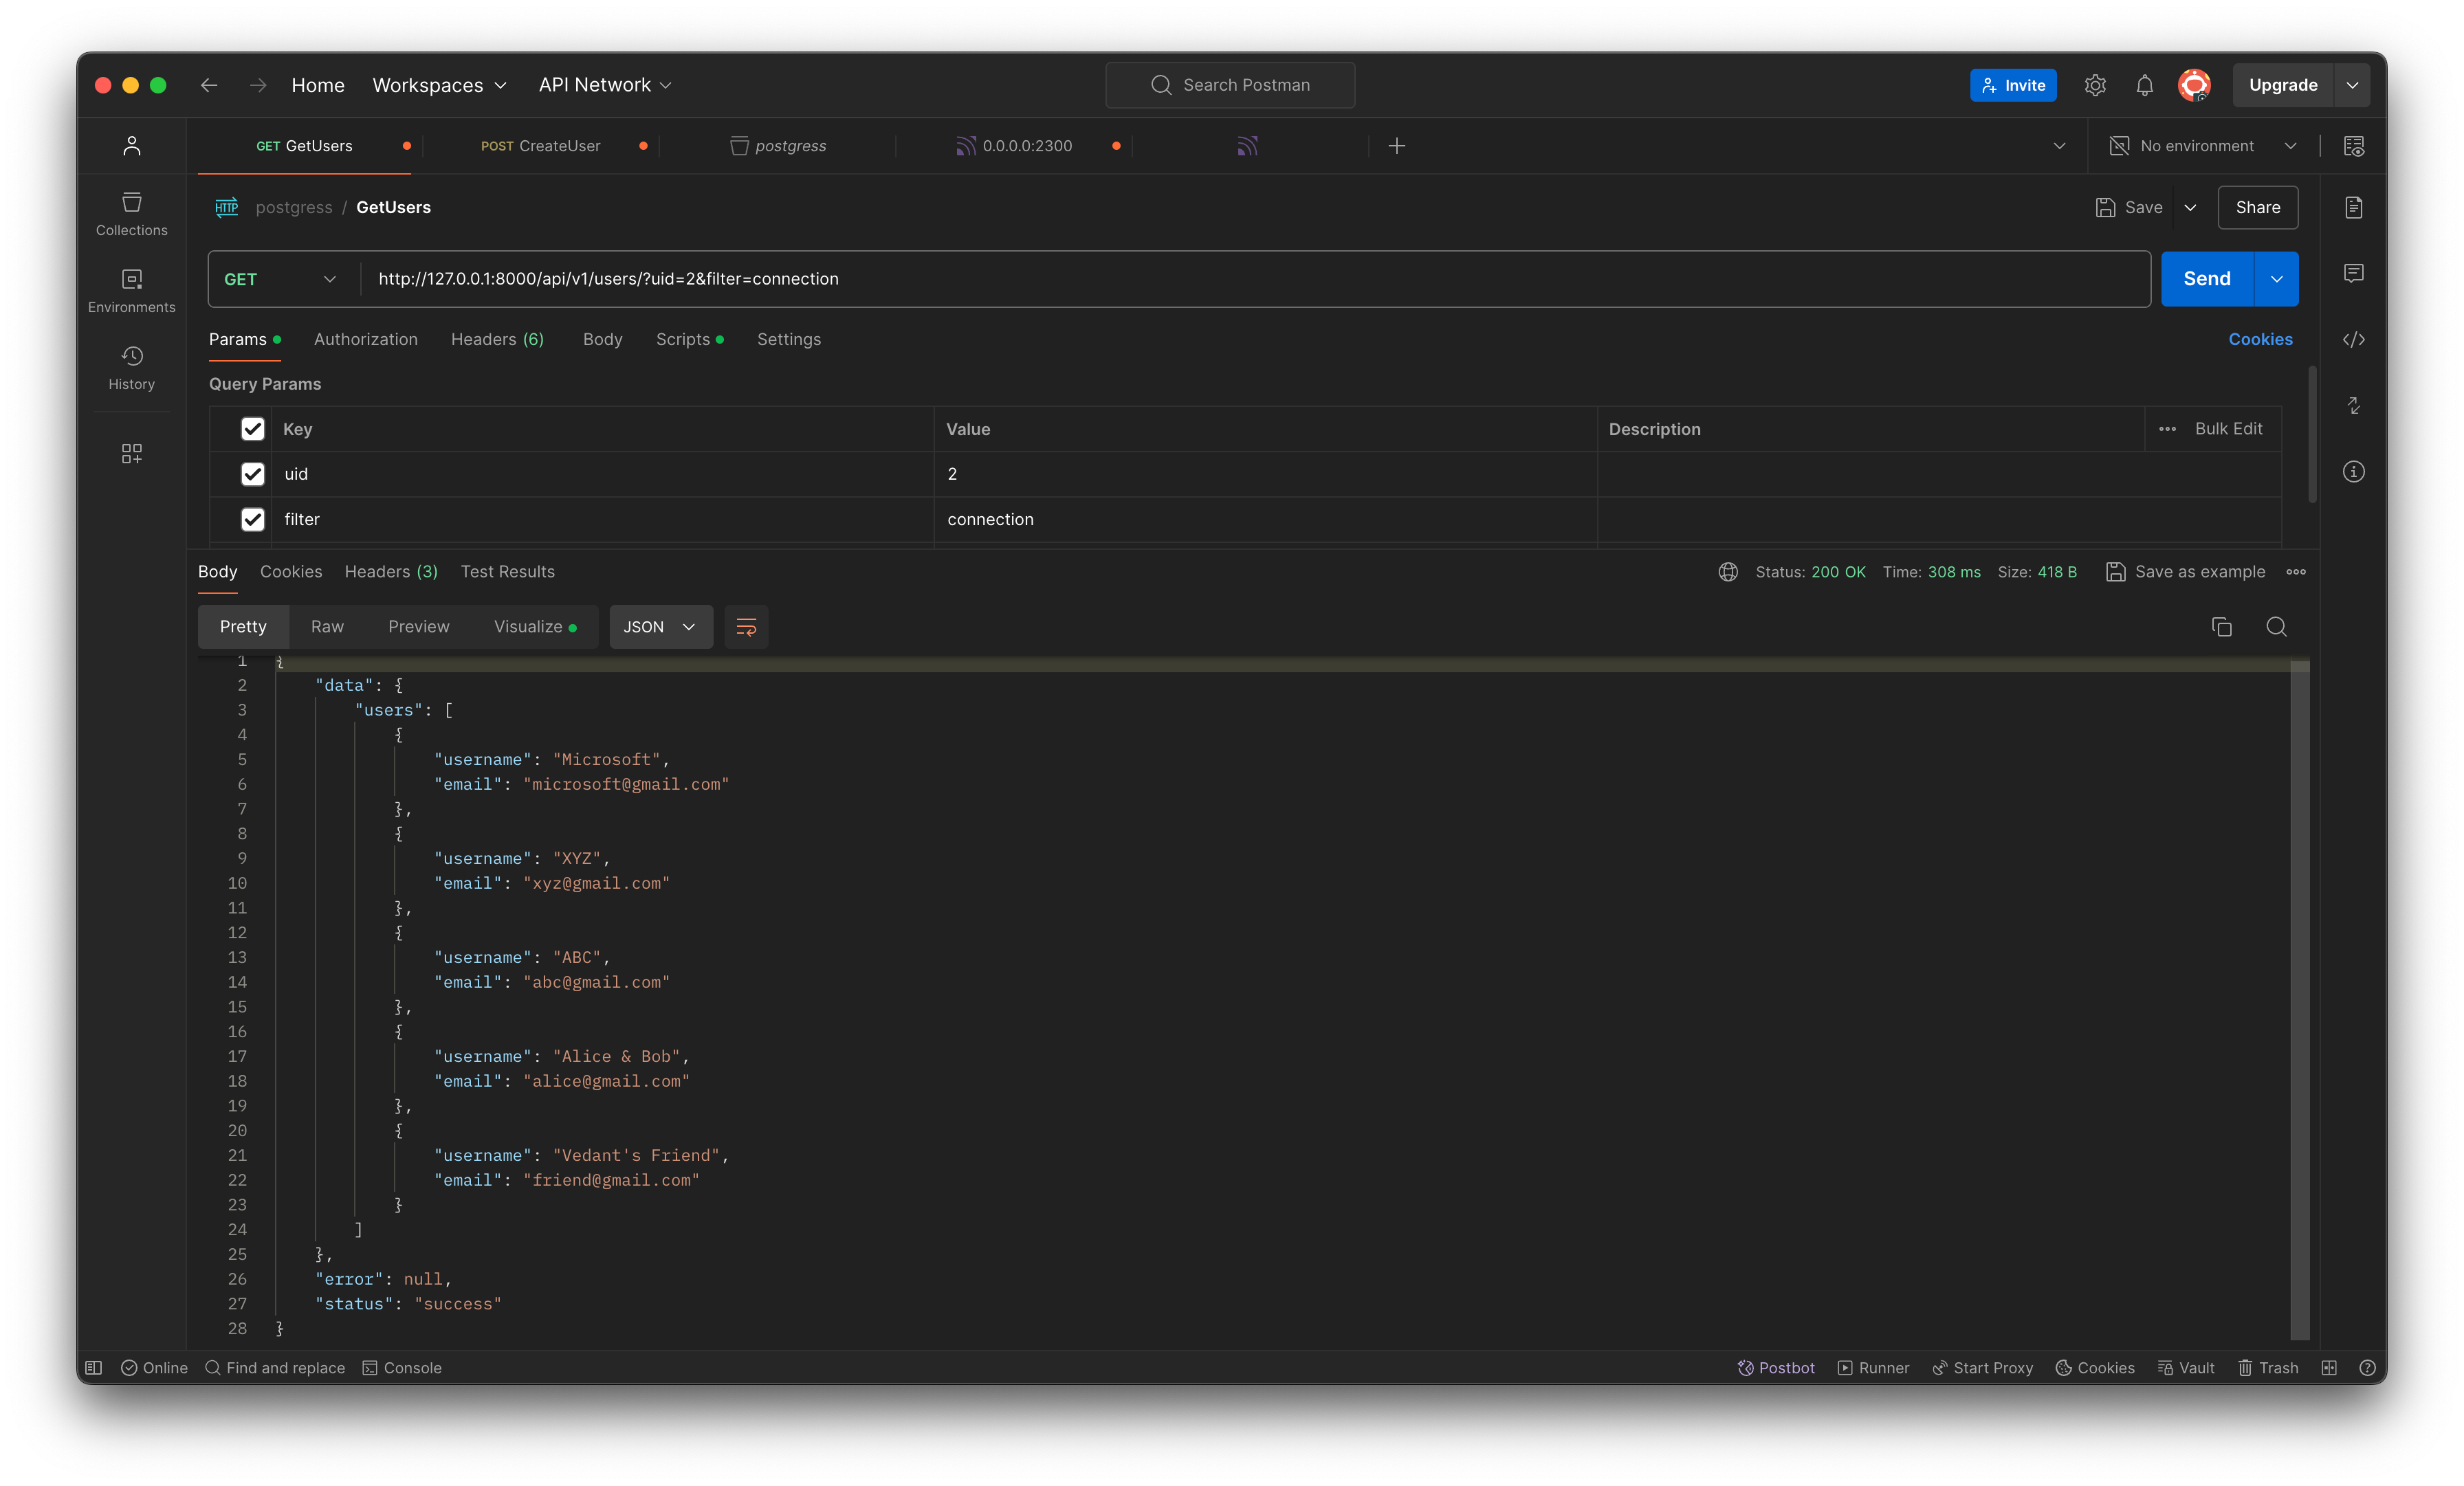 Home Workspaces API Network Search Postman Invite Upgrade
GET GetUsers POST CreateUser postgress 0.0.0.0:2300 No environment
HTTP postgress / GetUsers Save Share
Collections
Environments
History
GET http://127.0.0.1:8000/api/v1/users/?uid=2&filter=connection Send
Params Authorization Headers (6) Body Scripts Settings Cookies
Query Params
Key Value Description Bulk Edit
uid 2
filter connection
Body Cookies Headers (3) Test Results Status: 200 OK Time: 308 ms Size: 418 B Save as example
Pretty Raw Preview Visualize JSON
1 {
2 "data": {
3 "users": [
4 {
5 "username": "Microsoft",
6 "email": "microsoft@gmail.com"
7 },
8 {
9 "username": "XYZ",
10 "email": "xyz@gmail.com"
11 },
12 {
13 "username": "ABC",
14 "email": "abc@gmail.com"
15 },
16 {
17 "username": "Alice & Bob",
18 "email": "alice@gmail.com"
19 },
20 {
21 "username": "Vedant's Friend",
22 "email": "friend@gmail.com"
23 }
24 ]
25 },
26 "error": null,
27 "status": "success"
28 }
Online Find and replace Console Postbot Runner Start Proxy Cookies Vault Trash